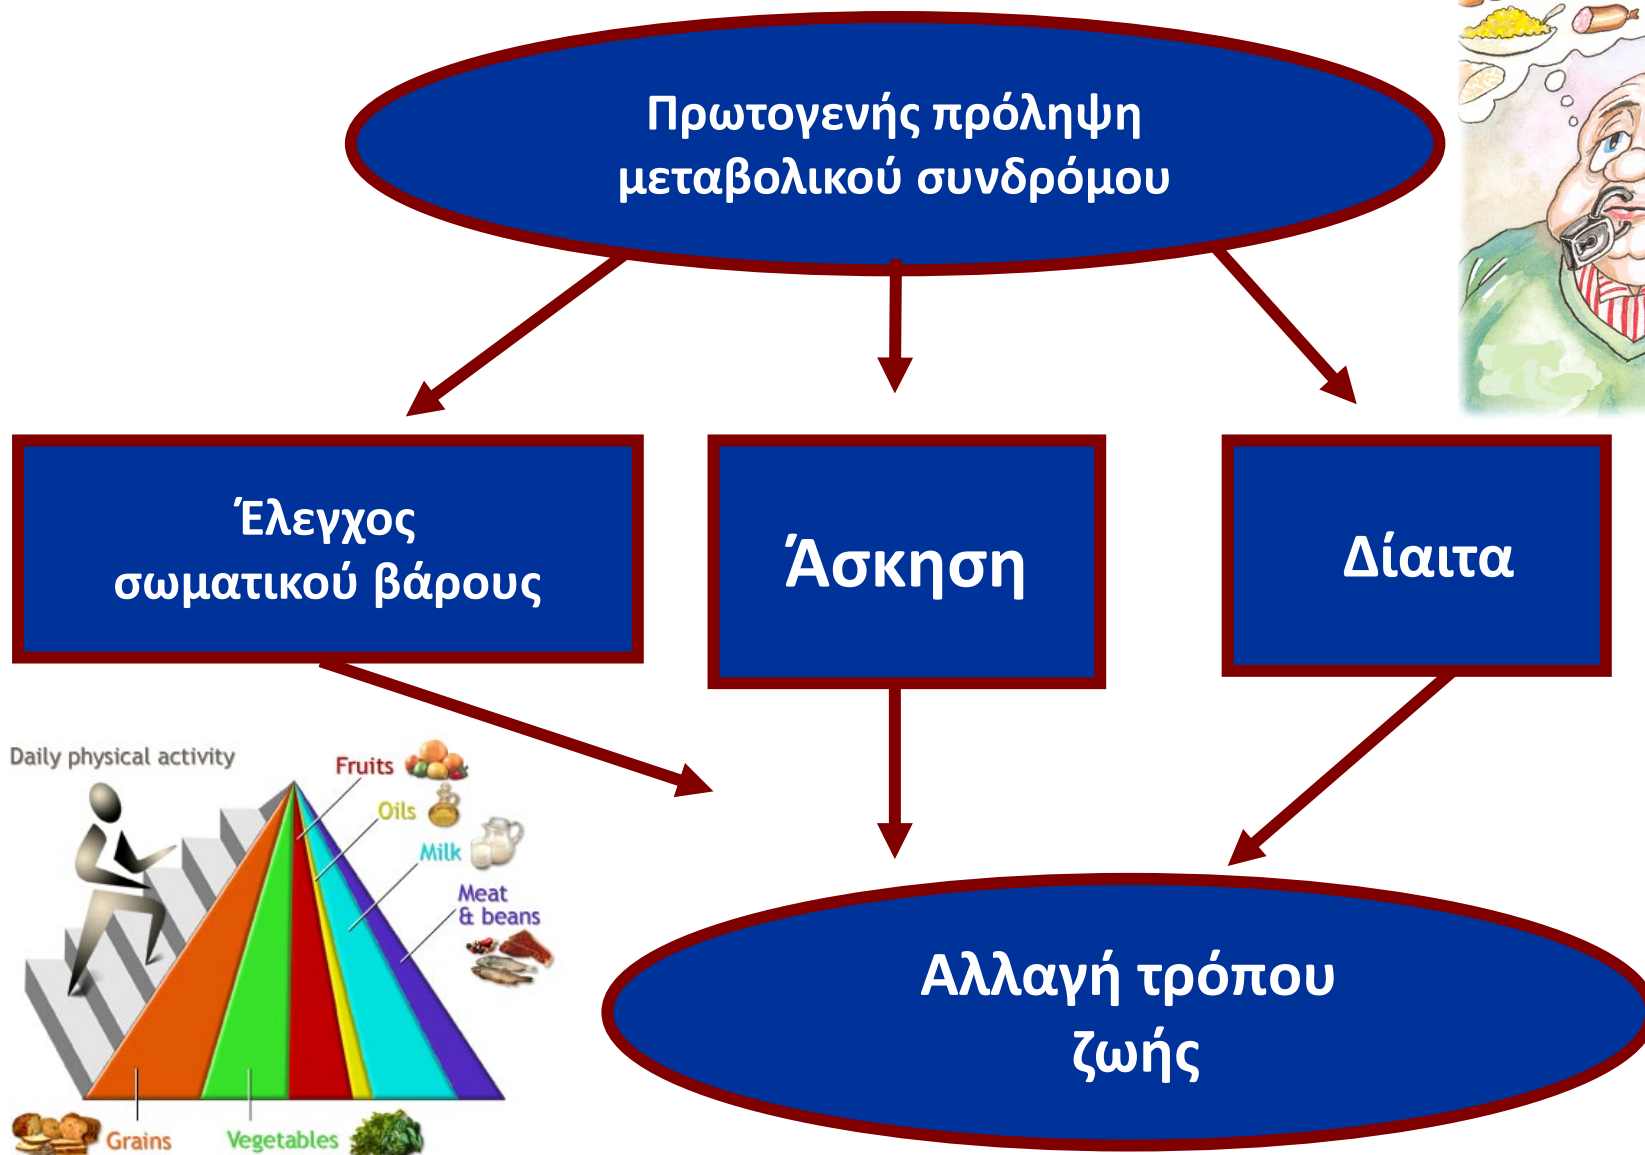 Πρωτογενής πρόληψη
μεταβολικού συνδρόμου
Έλεγχος
σωματικού βάρους
Άσκηση
Δίαιτα
Daily physical activity
Fruits
Oils
Milk
Meat
& beans
Grains
Vegetables
Αλλαγή τρόπου
ζωής